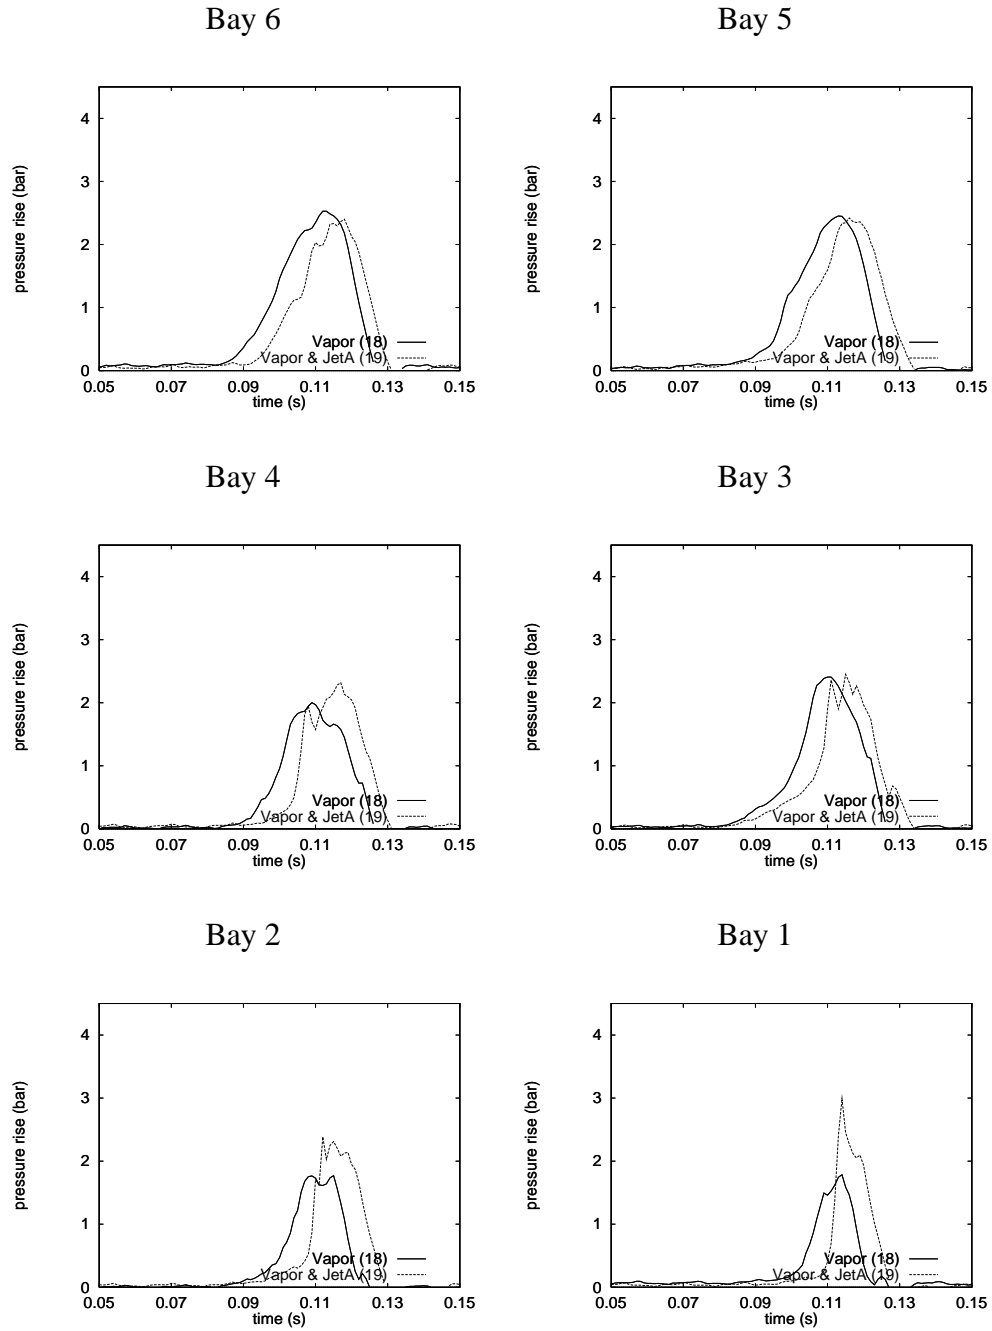 Bay 6
4
3
2
1
0
pressure rise (bar)
Vapor (18)
Vapor & JetA (19)
0.05 0.07 0.09 0.11 0.13 0.15
time (s)
Bay 5
4
3
2
1
0
pressure rise (bar)
Vapor (18)
Vapor & JetA (19)
0.05 0.07 0.09 0.11 0.13 0.15
time (s)
Bay 4
4
3
2
1
0
pressure rise (bar)
Vapor (18)
Vapor & JetA (19)
0.05 0.07 0.09 0.11 0.13 0.15
time (s)
Bay 3
4
3
2
1
0
pressure rise (bar)
Vapor (18)
Vapor & JetA (19)
0.05 0.07 0.09 0.11 0.13 0.15
time (s)
Bay 2
4
3
2
1
0
pressure rise (bar)
Vapor (18)
Vapor & JetA (19)
0.05 0.07 0.09 0.11 0.13 0.15
time (s)
Bay 1
4
3
2
1
0
pressure rise (bar)
Vapor (18)
Vapor & JetA (19)
0.05 0.07 0.09 0.11 0.13 0.15
time (s)